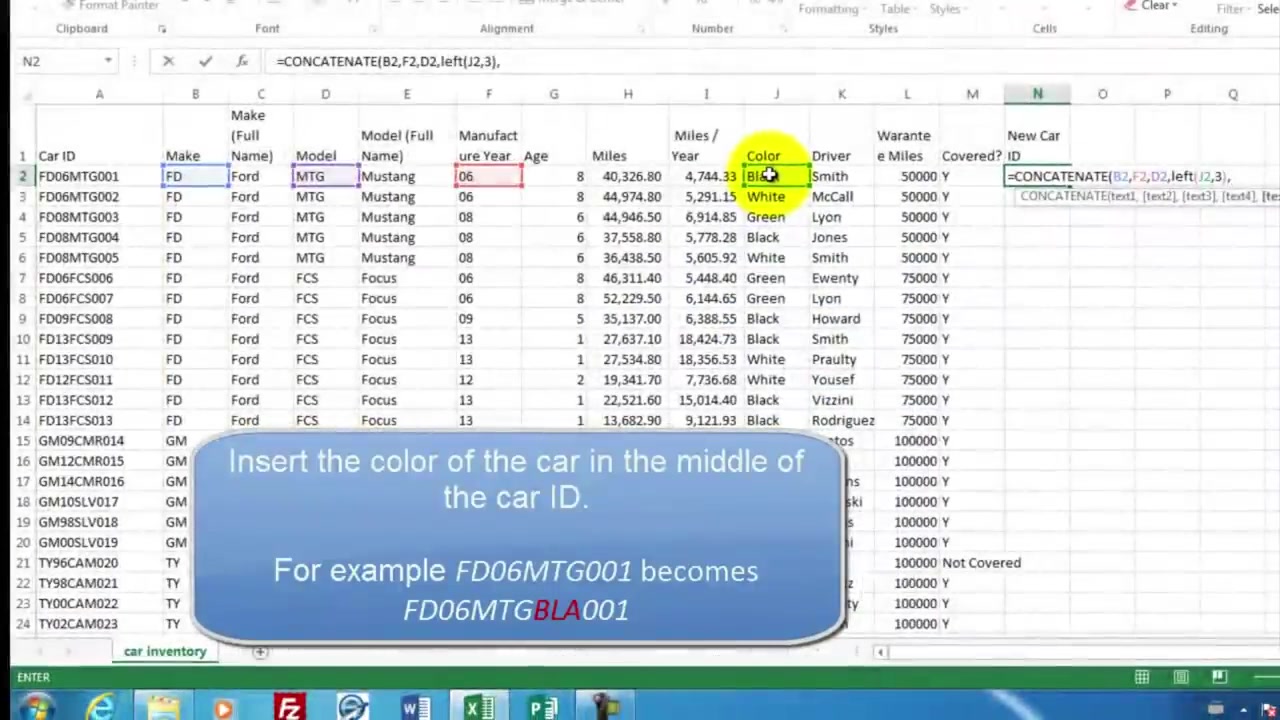 Format Painter
Merge & Center
Formatting Table Styles
Clear Filter
Clipboard Font Alignment Number Styles Cells Editing
N2 fx =CONCATENATE(B2,F2,D2,left(J2,3),
A B C D E F G H I J K L M N O P Q
Make
(Full Manufact Miles / Warante New Car
1 Car ID Make Name) Model Model (Full Name) ure Year Age Miles Year Color Driver e Miles Covered? ID
2 FD06MTG001 FD Ford MTG Mustang 06 8 40,326.80 4,744.33 Black Smith 50000 Y =CONCATENATE(B2,F2,D2,left(J2,3),
3 FD06MTG002 FD Ford MTG Mustang 06 8 44,974.80 5,291.15 White McCall 50000 Y CONCATENATE(text1, [text2], [text3], [text4],
4 FD08MTG003 FD Ford MTG Mustang 08 6 44,946.50 6,914.85 Green Lyon 50000 Y
5 FD08MTG004 FD Ford MTG Mustang 08 6 37,558.80 5,778.28 Black Jones 50000 Y
6 FD08MTG005 FD Ford MTG Mustang 08 6 36,438.50 5,605.92 White Smith 50000 Y
7 FD06FCS006 FD Ford FCS Focus 06 8 46,311.40 5,448.40 Green Ewenty 75000 Y
8 FD06FCS007 FD Ford FCS Focus 06 8 52,229.50 6,144.65 Green Lyon 75000 Y
9 FD09FCS008 FD Ford FCS Focus 09 5 35,137.00 6,388.55 Black Howard 75000 Y
10 FD13FCS009 FD Ford FCS Focus 13 1 27,637.10 18,424.73 Black Smith 75000 Y
11 FD13FCS010 FD Ford FCS Focus 13 1 27,534.80 18,356.53 White Praulty 75000 Y
12 FD12FCS011 FD Ford FCS Focus 12 2 19,341.70 7,736.68 White Yousef 75000 Y
13 FD13FCS012 FD Ford FCS Focus 13 1 22,521.60 15,014.40 Black Vizzini 75000 Y
14 FD13FCS013 FD Ford FCS Focus 13 1 13,682.90 9,121.93 Black Rodriguez 75000 Y
15 GM09CMR014 GM 100000 Y
16 GM12CMR015 GM 100000 Y
17 GM14CMR016 GM 100000 Y
18 GM10SLV017 GM 100000 Y
19 GM98SLV018 GM 100000 Y
20 GM00SLV019 GM 100000 Y
21 TY96CAM020 TY 100000 Not Covered
22 TY98CAM021 TY 100000 Y
23 TY00CAM022 TY 100000 Y
24 TY02CAM023 TY 100000 Y
Insert the color of the car in the middle of
the car ID.
For example FD06MTG001 becomes
FD06MTGBLA001
car inventory
ENTER